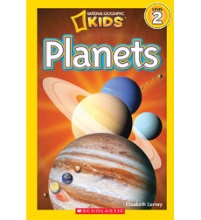 NATIONAL GEOGRAPHIC
KIDS
LEVEL
2
Planets
Elizabeth Carney
SCHOLASTIC